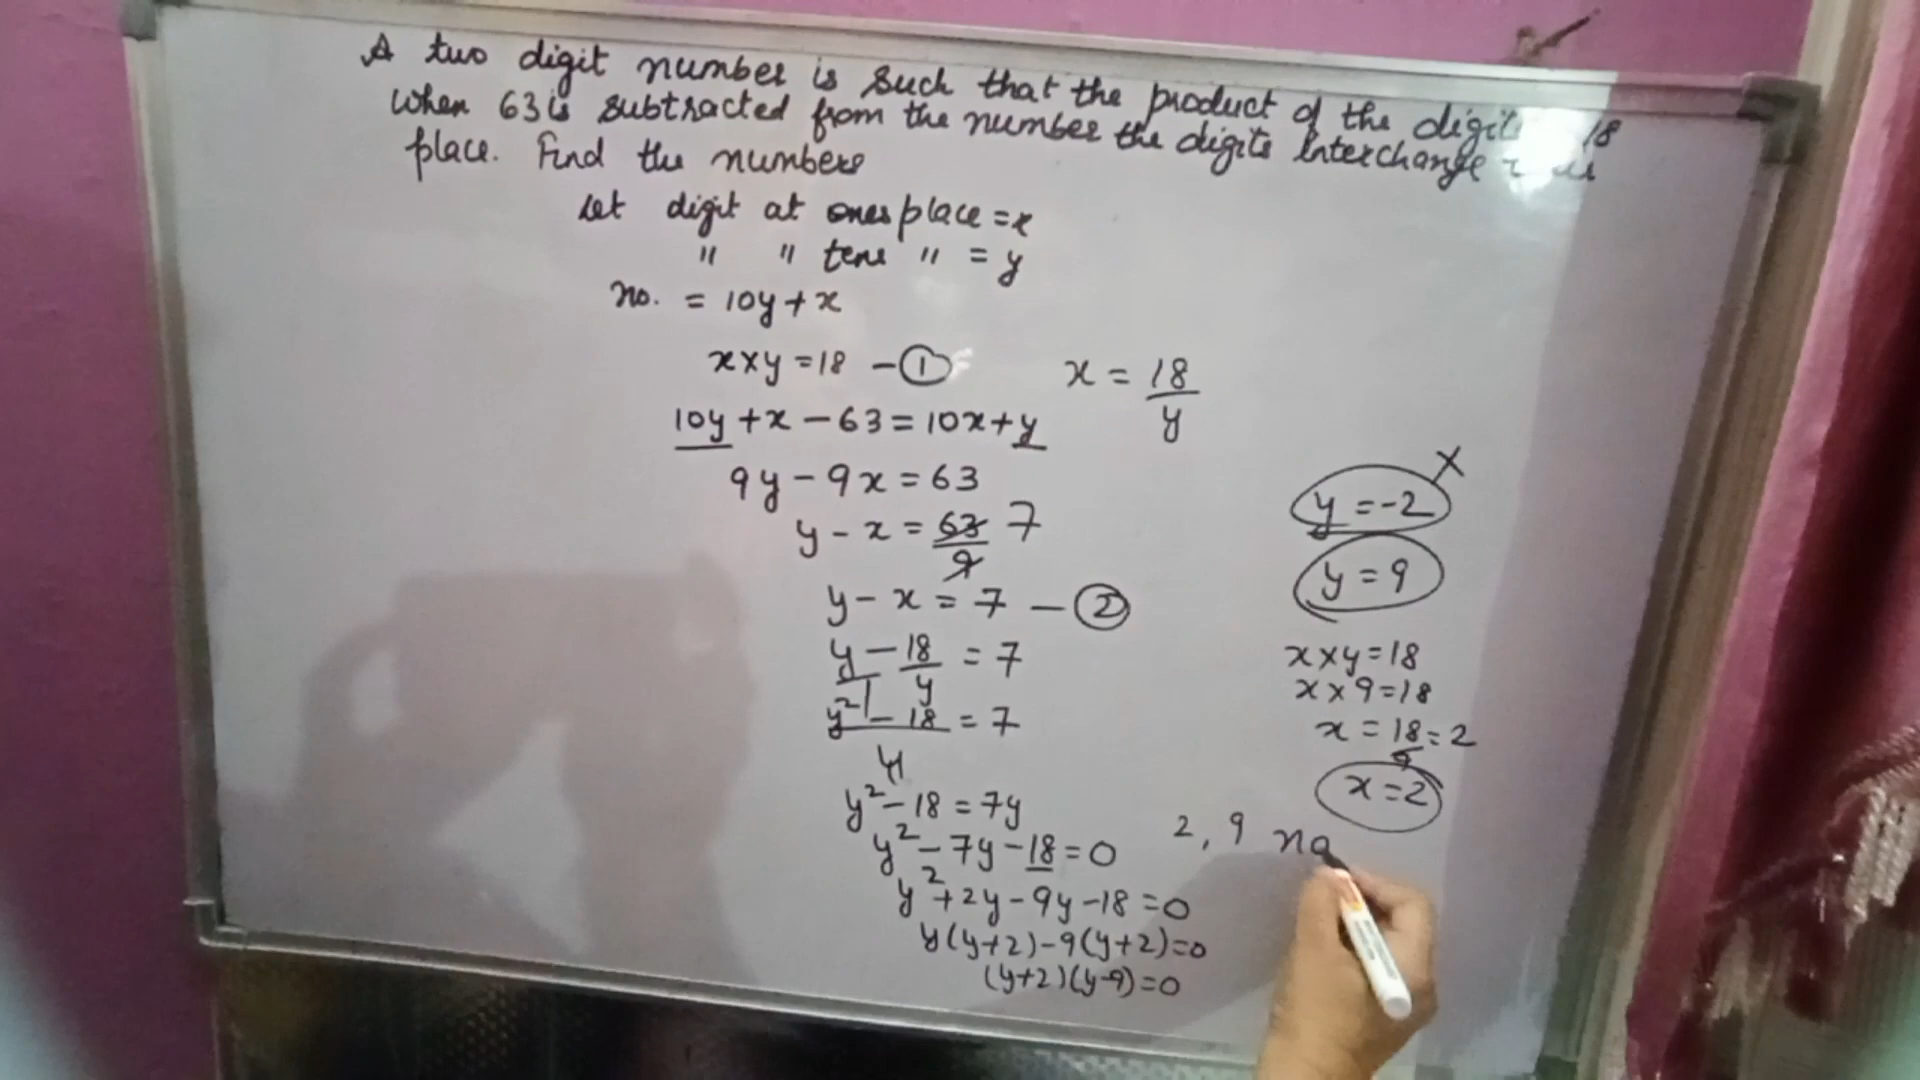 A two digit number is such that the product of the digit 18
When 63 is subtracted from the number the digits interchange
place. Find the numbers
Let digit at ones place = x
" " tens " = y
no. = 10y + x
x × y = 18 - ①
x = 18/y
10y + x - 63 = 10x + y
9y - 9x = 63
y - x = 63/9 7
y - x = 7 - ②
y/1 - 18/y = 7
y² - 18/y = 7
y² - 18 = 7y
y² - 7y - 18 = 0
y² + 2y - 9y - 18 = 0
y(y+2) - 9(y+2) = 0
(y+2)(y-9) = 0
y = -2 ×
y = 9
x × y = 18
x × 9 = 18
x = 18/9 = 2
x = 2
2, 9 no